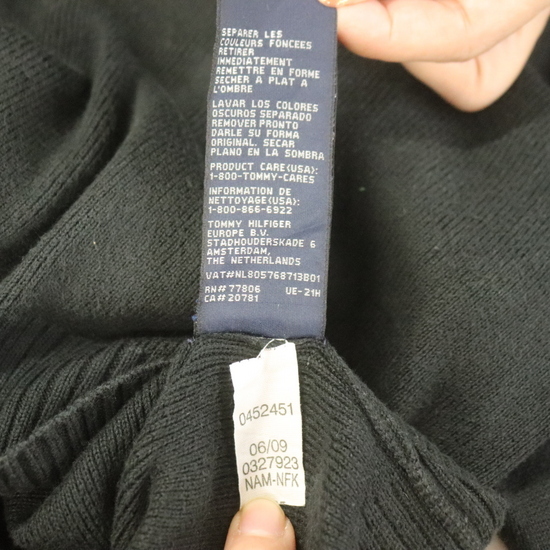 SEPARER LES
COULEURS FONCEES
RETIRER
IMMEDIATEMENT
REMETTRE EN FORME
SECHER A PLAT A
L'OMBRE
LAVAR LOS COLORES
OSCUROS SEPARADO
REMOVER PRONTO
DARLE SU FORMA
ORIGINAL. SECAR
PLANO EN LA SOMBRA
PRODUCT CARE(USA):
1-800-TOMMY-CARES
INFORMATION DE
NETTOYAGE(USA):
1-800-866-6922
TOMMY HILFIGER
EUROPE B.V.
STADHOUDERSKADE 6
AMSTERDAM,
THE NETHERLANDS
VAT#NL805768713B01
RN# 77806 UE-21H
CA# 20781
0452451
06/09
0327923
NAM-NFK